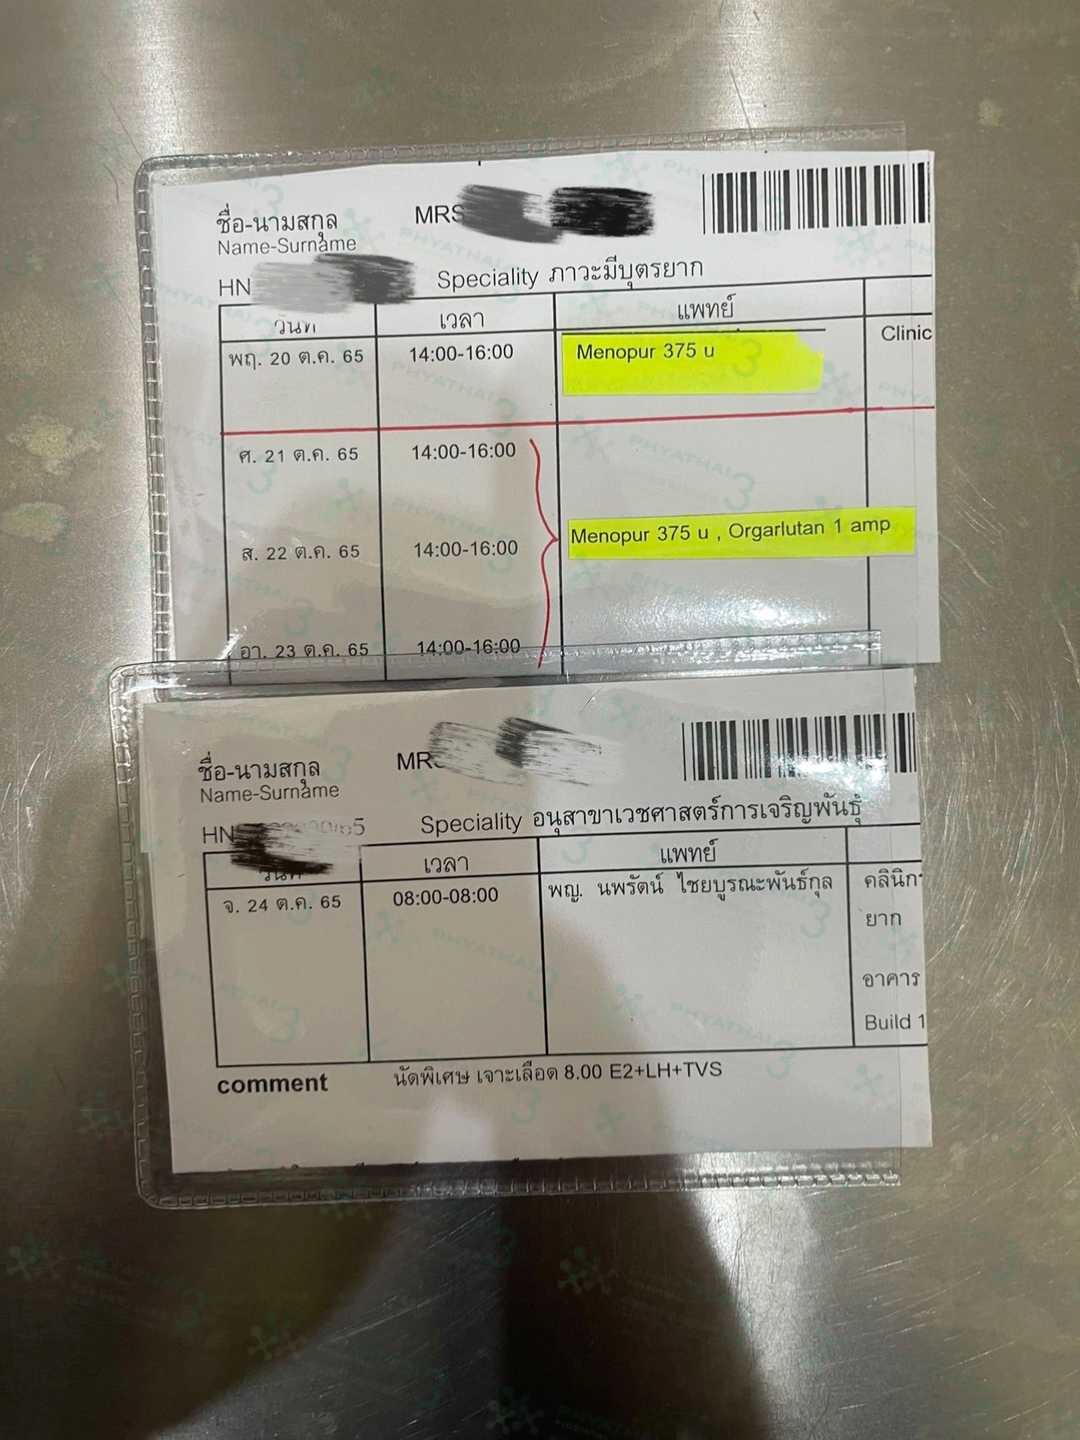 ชื่อ-นามสกุล MRS
Name-Surname
HN Speciality ภาวะมีบุตรยาก
วันที่ เวลา แพทย์
พฤ. 20 ต.ค. 65 14:00-16:00 Menopur 375 u Clinic
ศ. 21 ต.ค. 65 14:00-16:00
Menopur 375 u , Orgarlutan 1 amp
ส. 22 ต.ค. 65 14:00-16:00
อา. 23 ต.ค. 65 14:00-16:00
ชื่อ-นามสกุล MRS
Name-Surname
HN Speciality อนุสาขาเวชศาสตร์การเจริญพันธุ์
วันที่ เวลา แพทย์
จ. 24 ต.ค. 65 08:00-08:00 พญ. นพรัตน์ ไชยบูรณะพันธ์กุล คลินิก
ยาก
อาคาร
Build 1
comment นัดพิเศษ เจาะเลือด 8.00 E2+LH+TVS
PHYATHAI 3